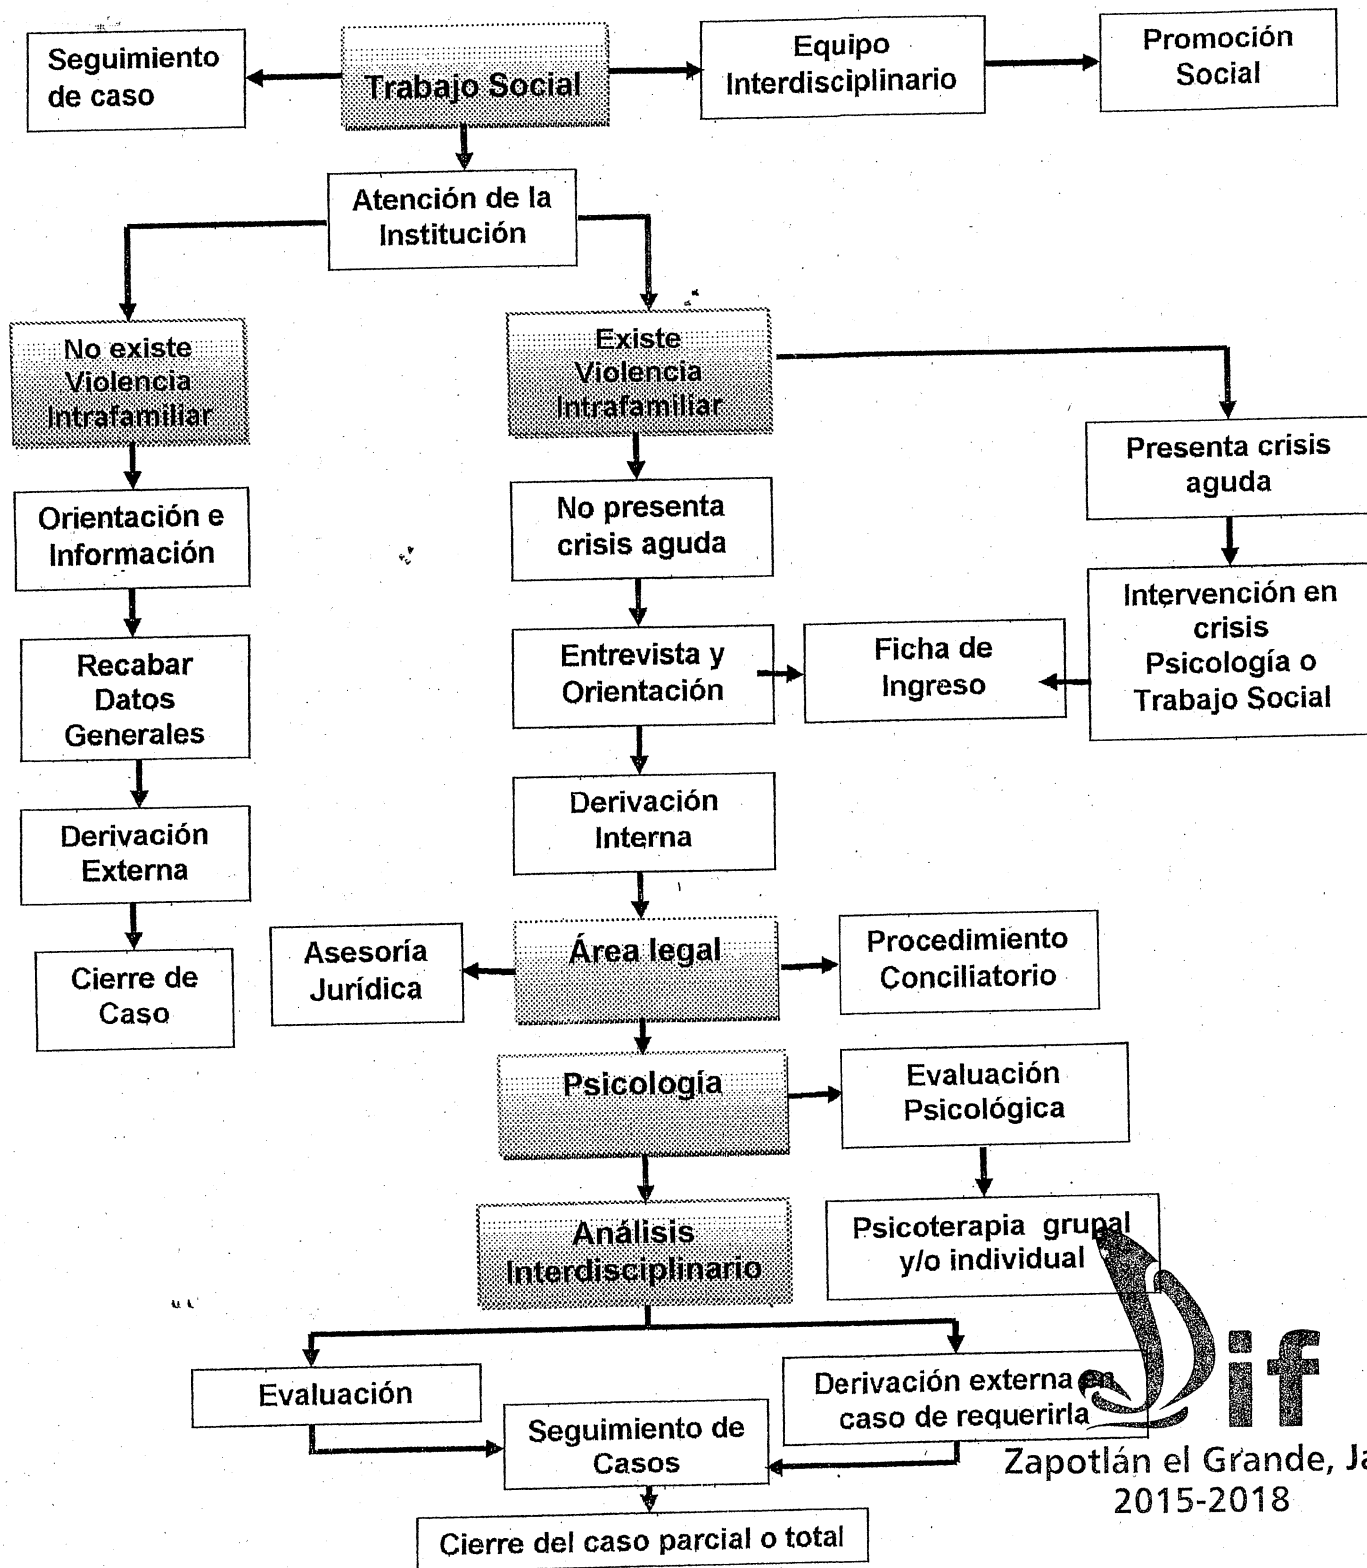 Seguimiento
de caso
Trabajo Social
Equipo
Interdisciplinario
Promoción
Social
Atención de la
Institución
No existe
Violencia
Intrafamiliar
Existe
Violencia
Intrafamiliar
Presenta crisis
aguda
Orientación e
Información
No presenta
crisis aguda
Intervención en
crisis
Psicología o
Trabajo Social
Recabar
Datos
Generales
Entrevista y
Orientación
Ficha de
Ingreso
Derivación
Externa
Derivación
Interna
Cierre de
Caso
Asesoría
Jurídica
Área legal
Procedimiento
Conciliatorio
Psicología
Evaluación
Psicológica
Análisis
Interdisciplinario
Psicoterapia grupal
y/o individual
Evaluación
Derivación externa en
caso de requerirla
Seguimiento de
Casos
Cierre del caso parcial o total
Dif
Zapotlán el Grande, Ja
2015-2018